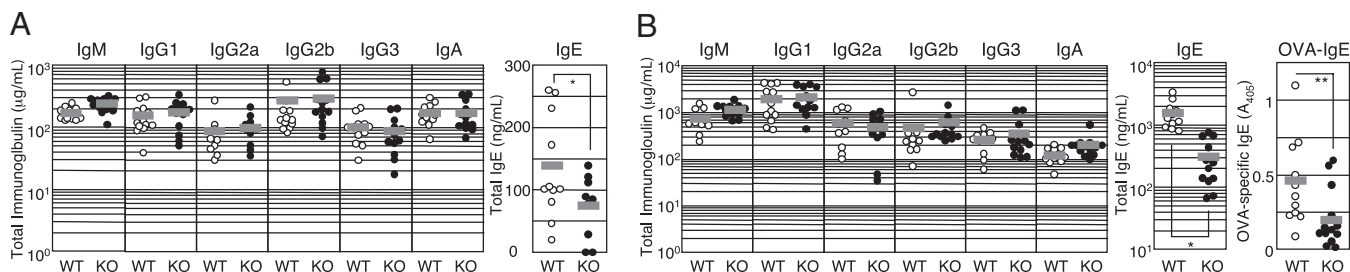 A
IgM IgG1 IgG2a IgG2b IgG3 IgA
Total Immunoglbulin (μg/mL)
10³
10²
10¹
10⁰
WT KO WT KO WT KO WT KO WT KO WT KO
IgE
Total IgE (ng/mL)
300
200
100
0
*
WT KO
B
IgM IgG1 IgG2a IgG2b IgG3 IgA
Total Immunogloulin (μg/mL)
10⁴
10³
10²
10¹
10⁰
WT KO WT KO WT KO WT KO WT KO WT KO
IgE
Total IgE (ng/mL)
10⁴
10³
10²
10¹
*
WT KO
OVA-IgE
OVA-specific IgE (A₄₀₅)
1
0.5
0
**
WT KO